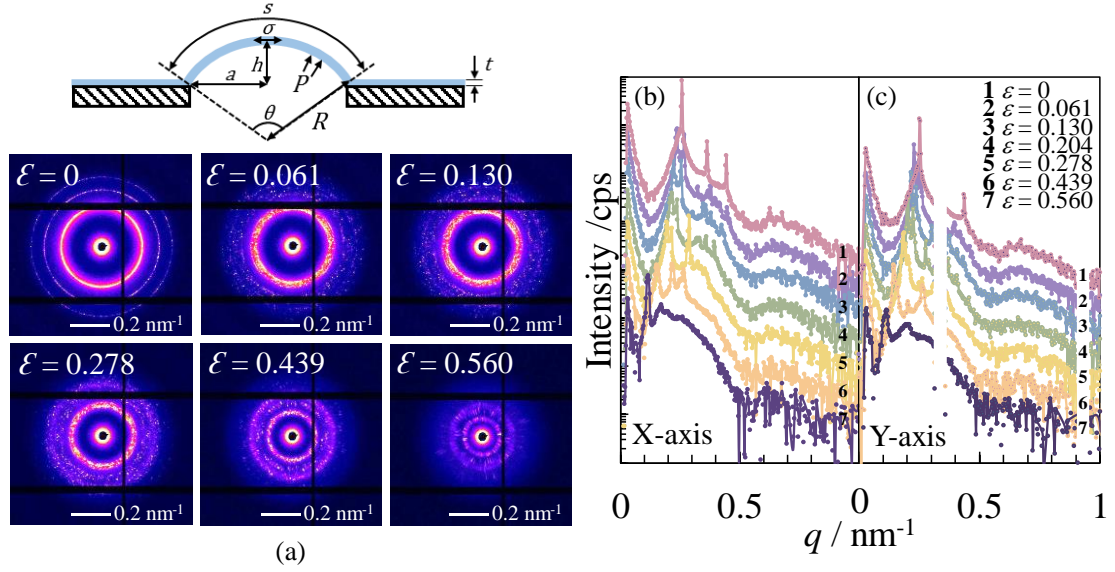 s
σ
h
a
P
t
θ
R
ℰ = 0
0.2 nm⁻¹
ℰ = 0.061
0.2 nm⁻¹
ℰ = 0.130
0.2 nm⁻¹
ℰ = 0.278
0.2 nm⁻¹
ℰ = 0.439
0.2 nm⁻¹
ℰ = 0.560
0.2 nm⁻¹
(a)
Intensity /cps
(b)
1
2
3
4
5
6
7
X-axis
(c)
1 ε = 0
2 ε = 0.061
3 ε = 0.130
4 ε = 0.204
5 ε = 0.278
6 ε = 0.439
7 ε = 0.560
1
2
3
4
5
6
7
Y-axis
0 0.5 0 0.5 1
q / nm⁻¹